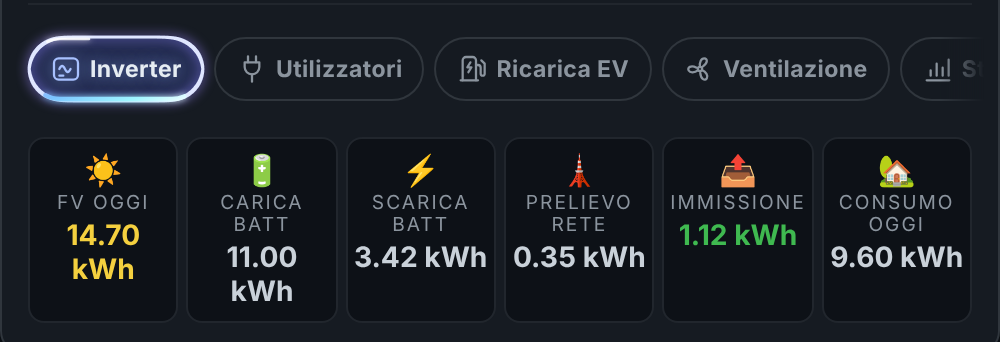 Inverter
Utilizzatori
Ricarica EV
Ventilazione
FV OGGI
14.70
kWh
CARICA
BATT
11.00
kWh
SCARICA
BATT
3.42 kWh
PRELIEVO
RETE
0.35 kWh
IMMISSIONE
1.12 kWh
CONSUMO
OGGI
9.60 kWh